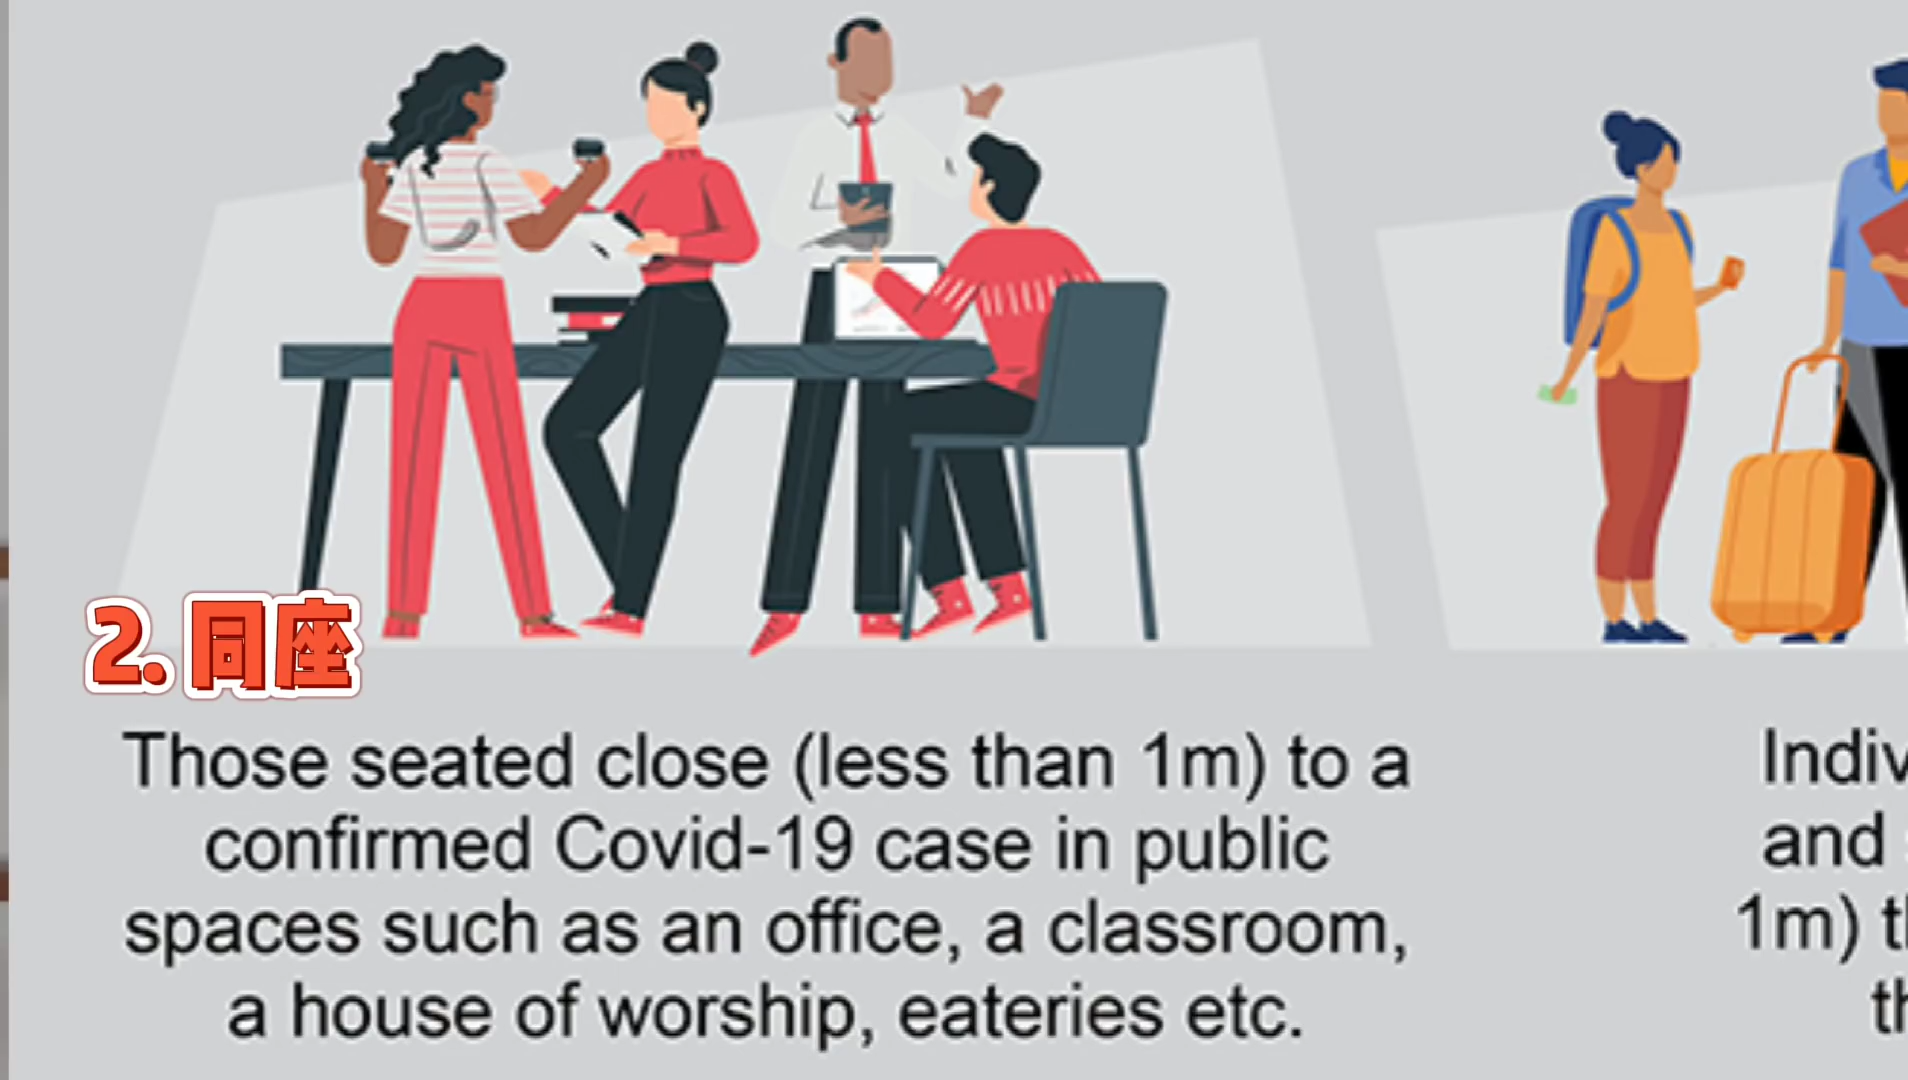 2. 同座
Those seated close (less than 1m) to a
confirmed Covid-19 case in public
spaces such as an office, a classroom,
a house of worship, eateries etc.
and
1m)